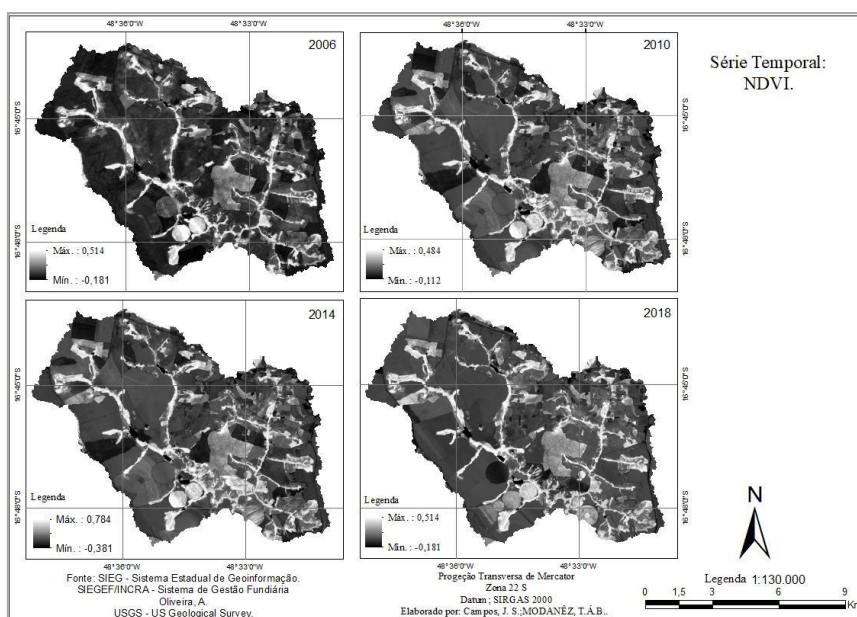 48°36'0"W
48°33'0"W
48°36'0"W
48°33'0"W
2006
2010
Série Temporal:
NDVI.
16°45'0"S
16°45'0"S
Legenda
Máx. : 0,514
Mín. : -0,181
16°48'0"S
Legenda
Máx. : 0,484
Min. : -0,112
16°48'0"S
2014
2018
16°45'0"S
16°45'0"S
Legenda
Máx. : 0,784
Mín. : -0,381
16°48'0"S
Legenda
Máx. : 0,514
Min. : -0,181
16°48'0"S
48°36'0"W
48°33'0"W
48°36'0"W
48°33'0"W
N
Legenda 1:130.000
0 1,5 3 6 9
Km
Fonte: SIEG - Sistema Estadual de Geoinformação.
SIEGEF/INCRA - Sistema de Gestão Fundiária
Oliveira, A.
USGS - US Geological Survey.
Progeção Transversa de Mercator
Zona 22 S
Datum ; SIRGAS 2000
Elaborado por: Campos, J. S.;MODANÊZ, T.Á.B..